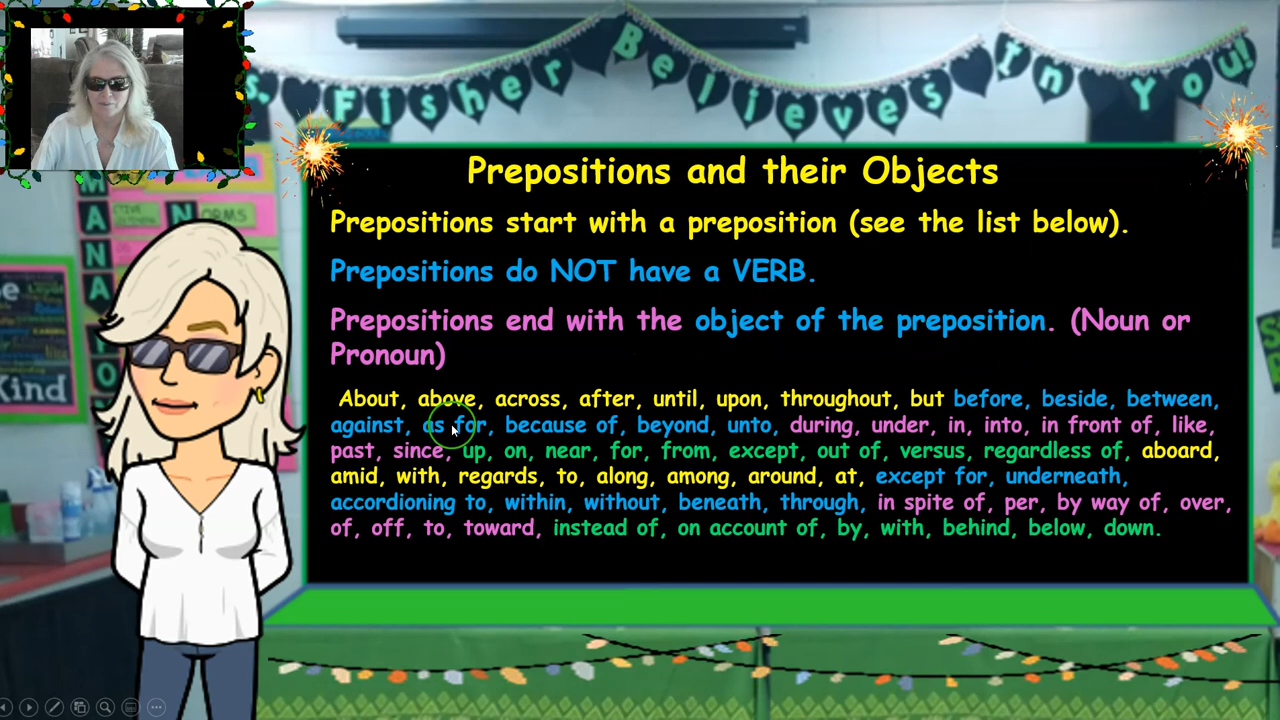 s. Fisher Believes In You!
Prepositions and their Objects
Prepositions start with a preposition (see the list below).
Prepositions do NOT have a VERB.
Prepositions end with the object of the preposition. (Noun or
Pronoun)
About, above, across, after, until, upon, throughout, but before, beside, between,
against, as for, because of, beyond, unto, during, under, in, into, in front of, like,
past, since, up, on, near, for, from, except, out of, versus, regardless of, aboard,
amid, with, regards, to, along, among, around, at, except for, underneath,
accordioning to, within, without, beneath, through, in spite of, per, by way of, over,
of, off, to, toward, instead of, on account of, by, with, behind, below, down.
Kind